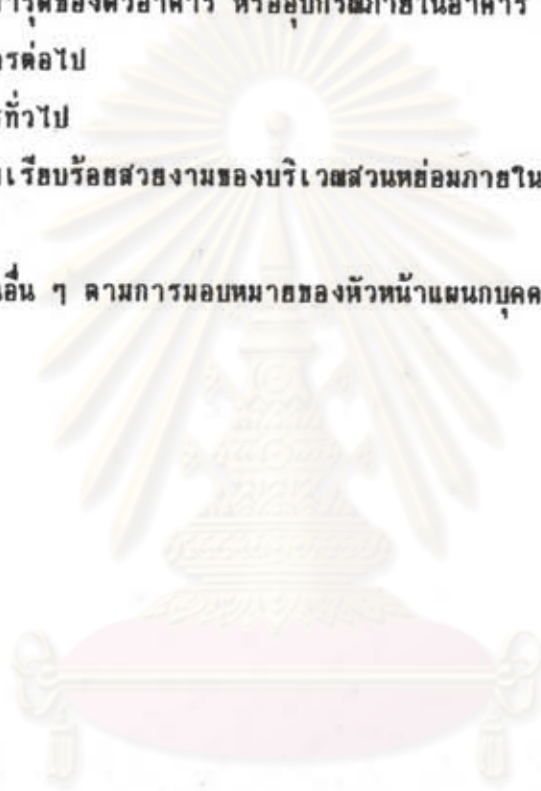 ารุดของตัวอาคาร หรืออุปกรณ์ภายในอาคาร
รต่อไป
ทั่วไป
เรียบร้อยสวยงามของบริเวณสวนหย่อมภายใน
อื่น ๆ ตามการมอบหมายของหัวหน้าแผนกบุคค